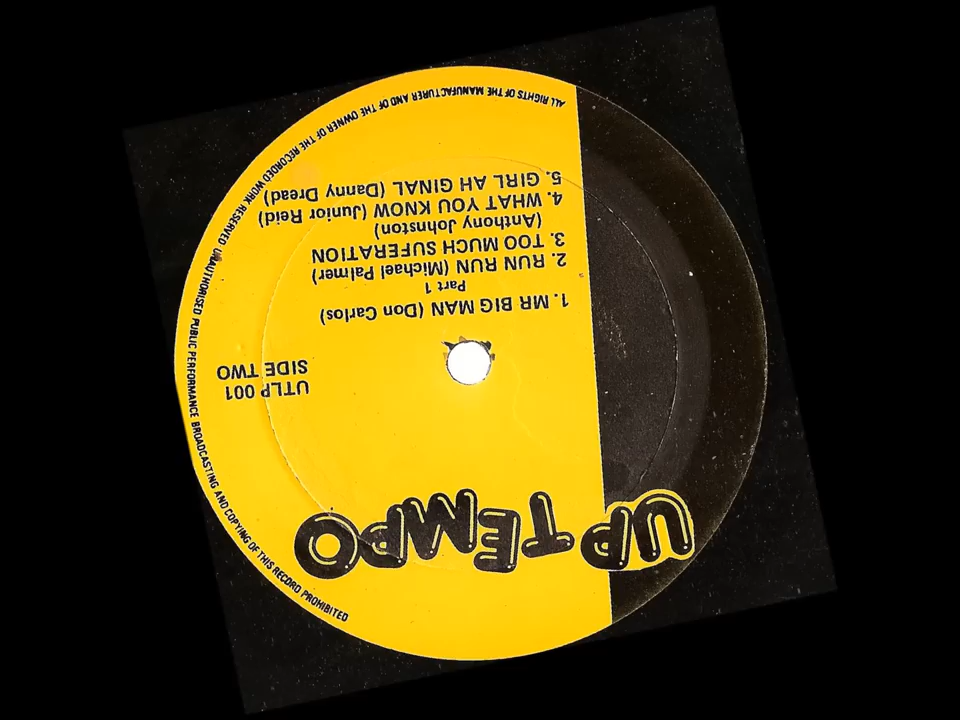 UP TEMPO
UTLP 001
SIDE TWO
1. MR BIG MAN (Don Carlos)
Part 1
2. RUN RUN (Michael Palmer)
3. TOO MUCH SUFERATION
(Anthony Johnston)
4. WHAT YOU KNOW (Junior Reid)
5. GIRL AH GINAL (Danny Dread)
ALL RIGHTS OF THE MANUFACTURER AND OF THE OWNER OF THE RECORDED WORK RESERVED UNAUTHORISED PUBLIC PERFORMANCE BROADCASTING AND COPYING OF THIS RECORD PROHIBITED